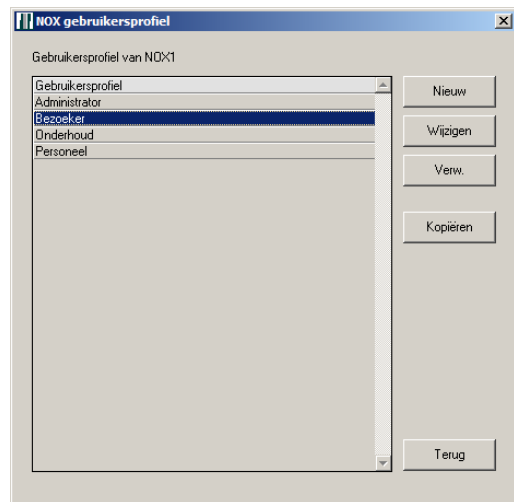 NOX gebruikersprofiel
Gebruikersprofiel van NOX1
Gebruikersprofiel
Administrator
Bezoeker
Onderhoud
Personeel
Nieuw
Wijzigen
Verw.
Kopiëren
Terug